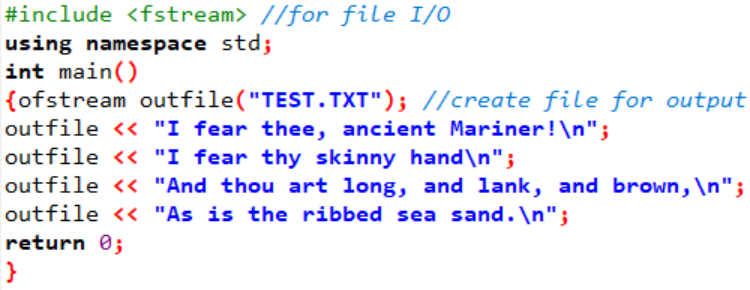 #include <fstream> //for file I/O
using namespace std;
int main()
{ofstream outfile("TEST.TXT"); //create file for output
outfile << "I fear thee, ancient Mariner!\n";
outfile << "I fear thy skinny hand\n";
outfile << "And thou art long, and lank, and brown,\n";
outfile << "As is the ribbed sea sand.\n";
return 0;
}